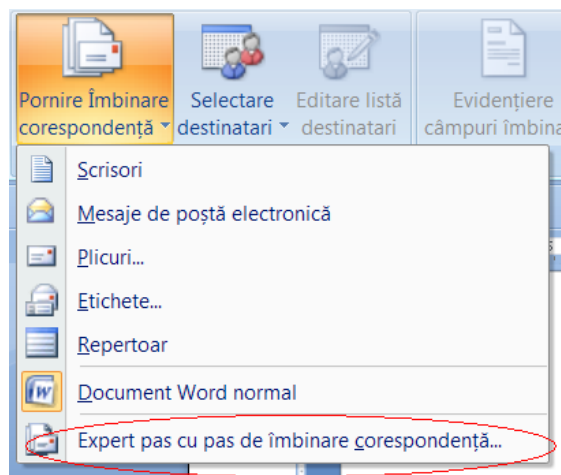 Pornire Îmbinare Selectare Editare listă Evidențiere
corespondență destinatari destinatari câmpuri îmbina
Scrisori
Mesaje de poștă electronică
Plicuri...
Etichete...
Repertoar
Document Word normal
Expert pas cu pas de îmbinare corespondență...